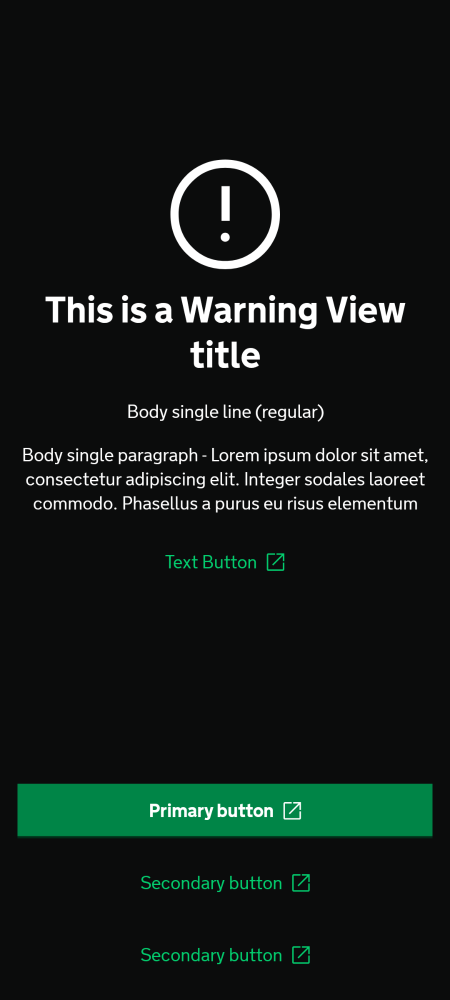 This is a Warning View
title
Body single line (regular)
Body single paragraph - Lorem ipsum dolor sit amet,
consectetur adipiscing elit. Integer sodales laoreet
commodo. Phasellus a purus eu risus elementum
Text Button
Primary button
Secondary button
Secondary button